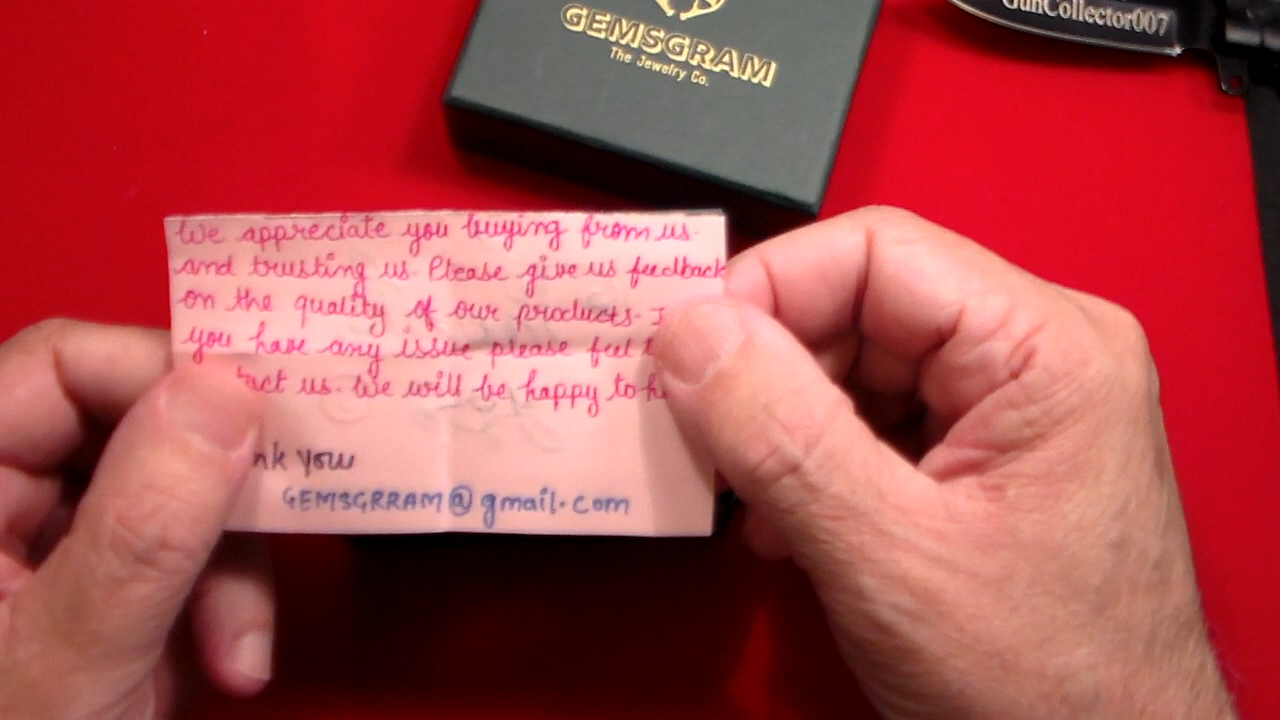 GunCollector007
GEMSGRAM
The Jewelry Co.
We appreciate you buying from us.
and trusting us. Please give us feedback
on the quality of our products. I
you have any issue please feel
us. We will be happy to
you
GEMSGRRAM@gmail.com